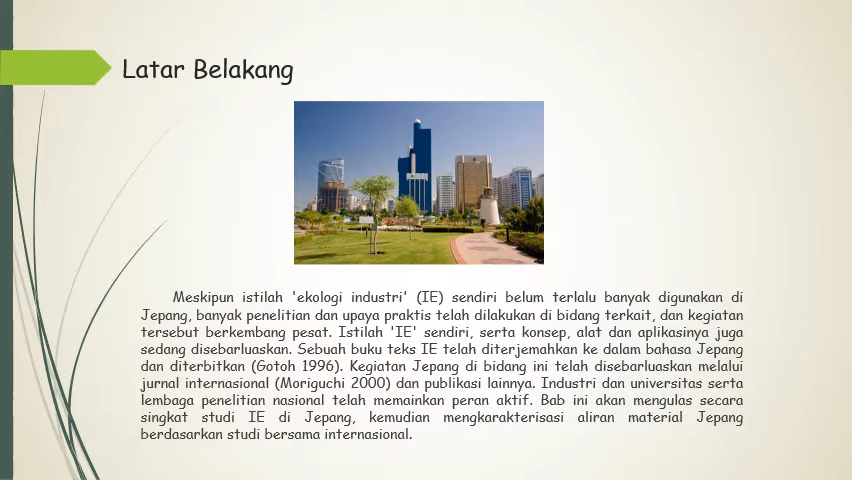 Latar Belakang
Meskipun istilah 'ekologi industri' (IE) sendiri belum terlalu banyak digunakan di
Jepang, banyak penelitian dan upaya praktis telah dilakukan di bidang terkait, dan kegiatan
tersebut berkembang pesat. Istilah 'IE' sendiri, serta konsep, alat dan aplikasinya juga
sedang disebarluaskan. Sebuah buku teks IE telah diterjemahkan ke dalam bahasa Jepang
dan diterbitkan (Gotoh 1996). Kegiatan Jepang di bidang ini telah disebarluaskan melalui
jurnal internasional (Moriguchi 2000) dan publikasi lainnya. Industri dan universitas serta
lembaga penelitian nasional telah memainkan peran aktif. Bab ini akan mengulas secara
singkat studi IE di Jepang, kemudian mengkarakterisasi aliran material Jepang
berdasarkan studi bersama internasional.